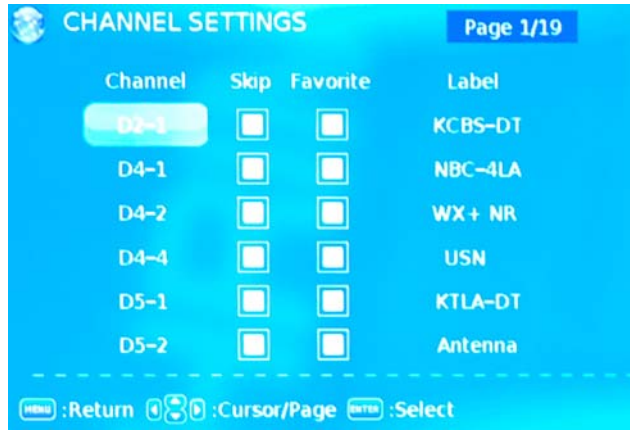 CHANNEL SETTINGS Page 1/19
Channel Skip Favorite Label
D2-1 KCBS-DT
D4-1 NBC-4LA
D4-2 WX+ NR
D4-4 USN
D5-1 KTLA-DT
D5-2 Antenna
MENU :Return :Cursor/Page ENTER :Select